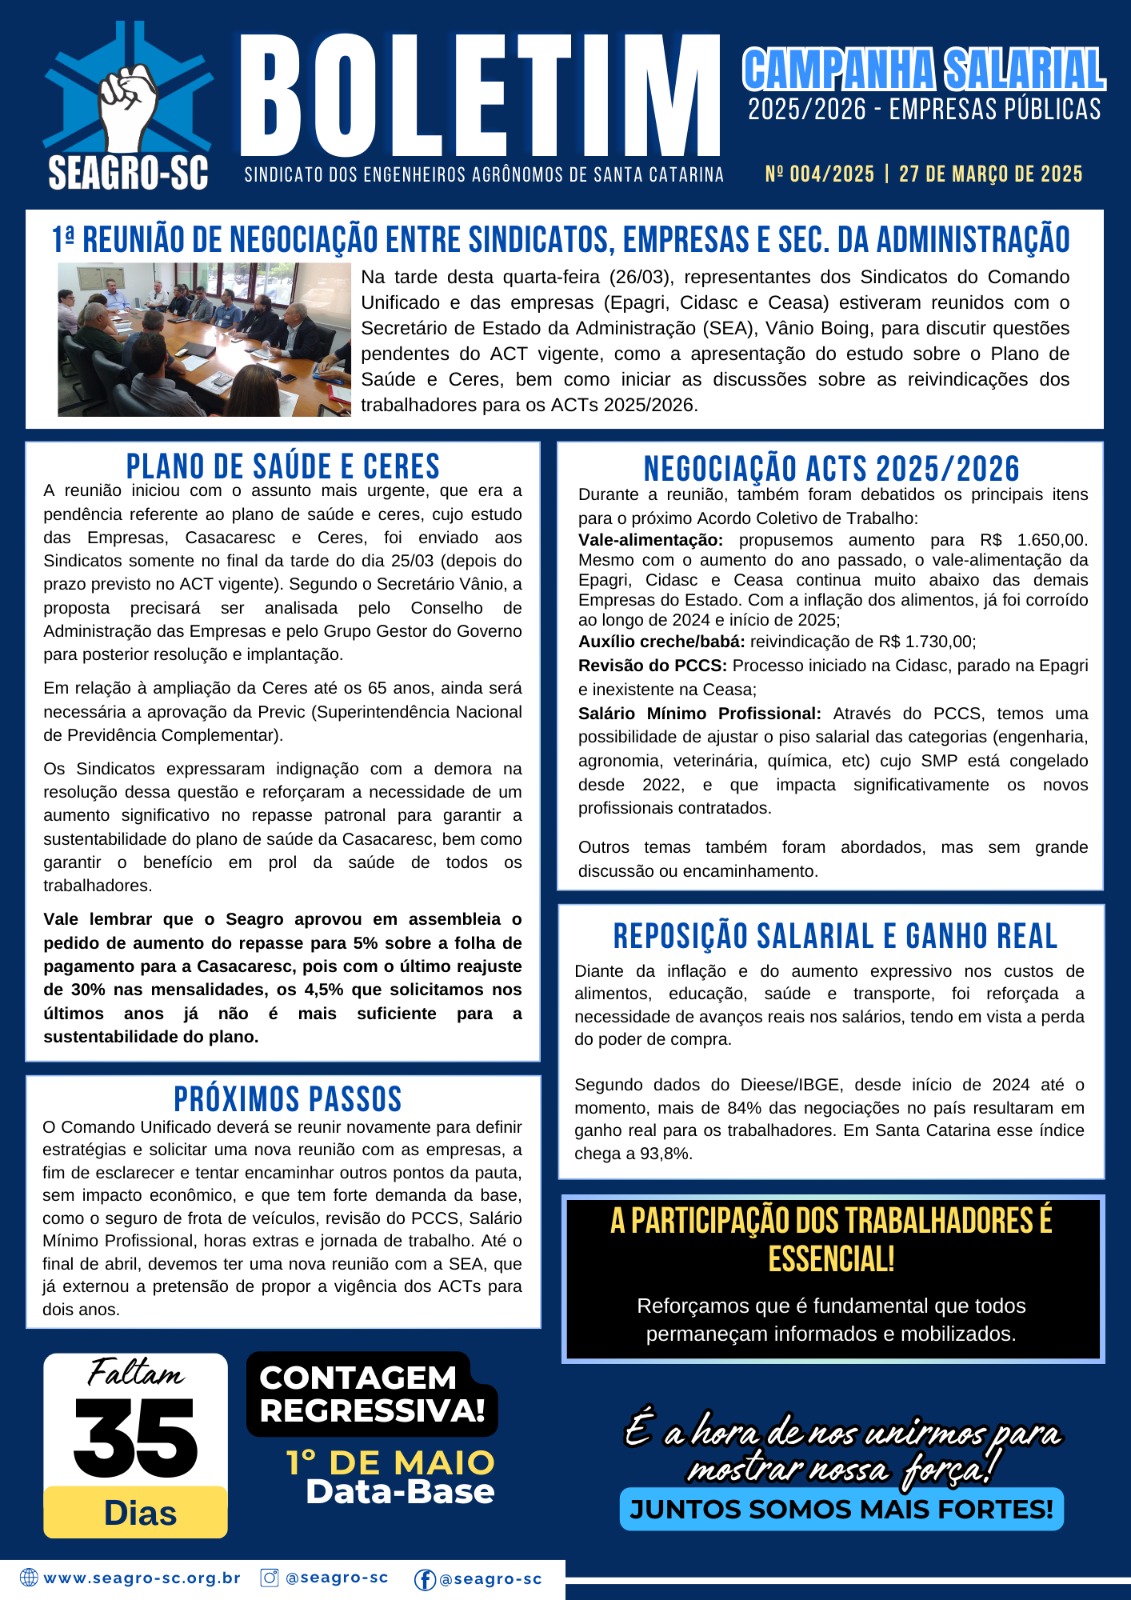 SEAGRO-SC
BOLETIM
SINDICATO DOS ENGENHEIROS AGRÔNOMOS DE SANTA CATARINA
CAMPANHA SALARIAL
2025/2026 - EMPRESAS PÚBLICAS
Nº 004/2025 | 27 DE MARÇO DE 2025
1ª REUNIÃO DE NEGOCIAÇÃO ENTRE SINDICATOS, EMPRESAS E SEC. DA ADMINISTRAÇÃO
Na tarde desta quarta-feira (26/03), representantes dos Sindicatos do Comando
Unificado e das empresas (Epagri, Cidasc e Ceasa) estiveram reunidos com o
Secretário de Estado da Administração (SEA), Vânio Boing, para discutir questões
pendentes do ACT vigente, como a apresentação do estudo sobre o Plano de
Saúde e Ceres, bem como iniciar as discussões sobre as reivindicações dos
trabalhadores para os ACTs 2025/2026.
PLANO DE SAÚDE E CERES
A reunião iniciou com o assunto mais urgente, que era a
pendência referente ao plano de saúde e ceres, cujo estudo
das Empresas, Casacaresc e Ceres, foi enviado aos
Sindicatos somente no final da tarde do dia 25/03 (depois do
prazo previsto no ACT vigente). Segundo o Secretário Vânio, a
proposta precisará ser analisada pelo Conselho de
Administração das Empresas e pelo Grupo Gestor do Governo
para posterior resolução e implantação.
Em relação à ampliação da Ceres até os 65 anos, ainda será
necessária a aprovação da Previc (Superintendência Nacional
de Previdência Complementar).
Os Sindicatos expressaram indignação com a demora na
resolução dessa questão e reforçaram a necessidade de um
aumento significativo no repasse patronal para garantir a
sustentabilidade do plano de saúde da Casacaresc, bem como
garantir o benefício em prol da saúde de todos os
trabalhadores.
Vale lembrar que o Seagro aprovou em assembleia o
pedido de aumento do repasse para 5% sobre a folha de
pagamento para a Casacaresc, pois com o último reajuste
de 30% nas mensalidades, os 4,5% que solicitamos nos
últimos anos já não é mais suficiente para a
sustentabilidade do plano.
PRÓXIMOS PASSOS
O Comando Unificado deverá se reunir novamente para definir
estratégias e solicitar uma nova reunião com as empresas, a
fim de esclarecer e tentar encaminhar outros pontos da pauta,
sem impacto econômico, e que tem forte demanda da base,
como o seguro de frota de veículos, revisão do PCCS, Salário
Mínimo Profissional, horas extras e jornada de trabalho. Até o
final de abril, devemos ter uma nova reunião com a SEA, que
já externou a pretensão de propor a vigência dos ACTs para
dois anos.
NEGOCIAÇÃO ACTS 2025/2026
Durante a reunião, também foram debatidos os principais itens
para o próximo Acordo Coletivo de Trabalho:
Vale-alimentação: propusemos aumento para R$ 1.650,00.
Mesmo com o aumento do ano passado, o vale-alimentação da
Epagri, Cidasc e Ceasa continua muito abaixo das demais
Empresas do Estado. Com a inflação dos alimentos, já foi corroído
ao longo de 2024 e início de 2025;
Auxílio creche/babá: reivindicação de R$ 1.730,00;
Revisão do PCCS: Processo iniciado na Cidasc, parado na Epagri
e inexistente na Ceasa;
Salário Mínimo Profissional: Através do PCCS, temos uma
possibilidade de ajustar o piso salarial das categorias (engenharia,
agronomia, veterinária, química, etc) cujo SMP está congelado
desde 2022, e que impacta significativamente os novos
profissionais contratados.
Outros temas também foram abordados, mas sem grande
discussão ou encaminhamento.
REPOSIÇÃO SALARIAL E GANHO REAL
Diante da inflação e do aumento expressivo nos custos de
alimentos, educação, saúde e transporte, foi reforçada a
necessidade de avanços reais nos salários, tendo em vista a perda
do poder de compra.
Segundo dados do Dieese/IBGE, desde início de 2024 até o
momento, mais de 84% das negociações no país resultaram em
ganho real para os trabalhadores. Em Santa Catarina esse índice
chega a 93,8%.
A PARTICIPAÇÃO DOS TRABALHADORES É
ESSENCIAL!
Reforçamos que é fundamental que todos
permaneçam informados e mobilizados.
Faltam
35
Dias
CONTAGEM
REGRESSIVA!
1º DE MAIO
Data-Base
É a hora de nos unirmos para
mostrar nossa força!
JUNTOS SOMOS MAIS FORTES!
www.seagro-sc.org.br @seagro-sc @seagro-sc